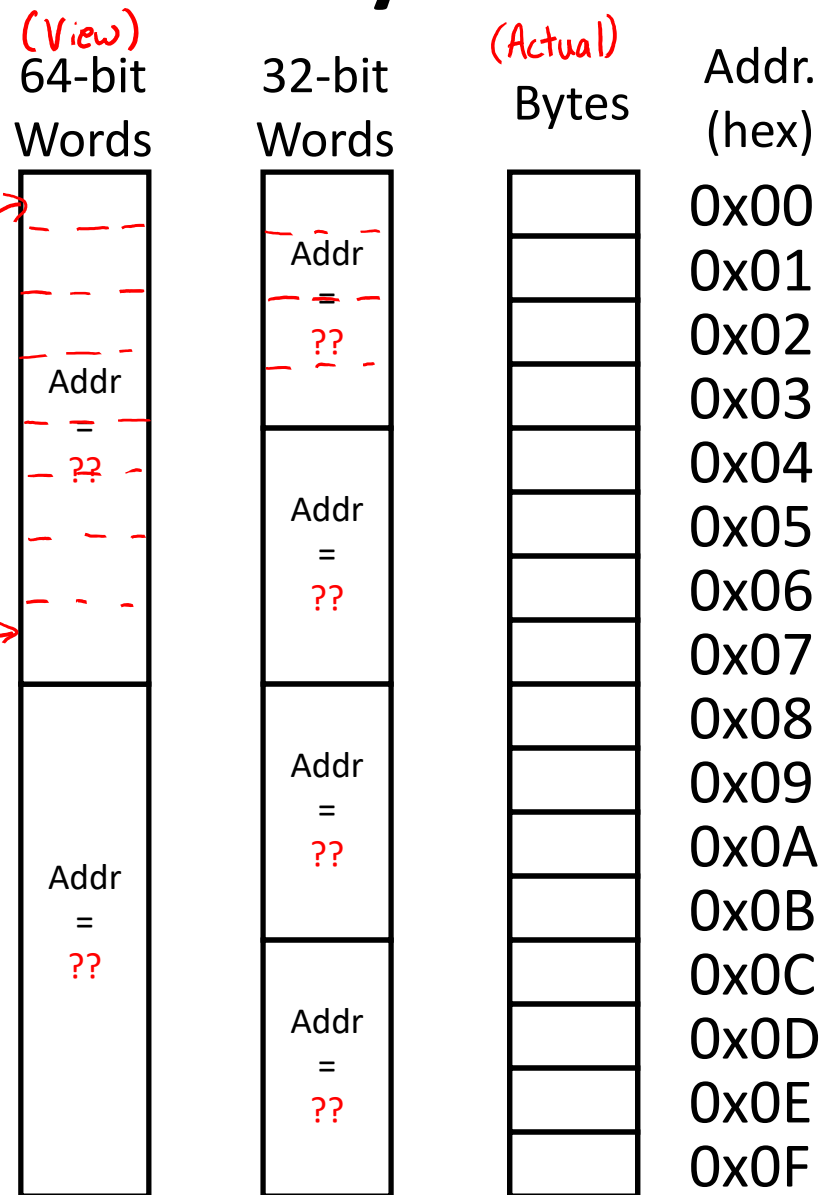 (View)
64-bit
Words
32-bit
Words
(Actual)
Bytes
Addr.
(hex)
Addr
=
??
Addr
=
??
Addr
=
??
Addr
=
??
Addr
=
??
Addr
=
??
0x00
0x01
0x02
0x03
0x04
0x05
0x06
0x07
0x08
0x09
0x0A
0x0B
0x0C
0x0D
0x0E
0x0F